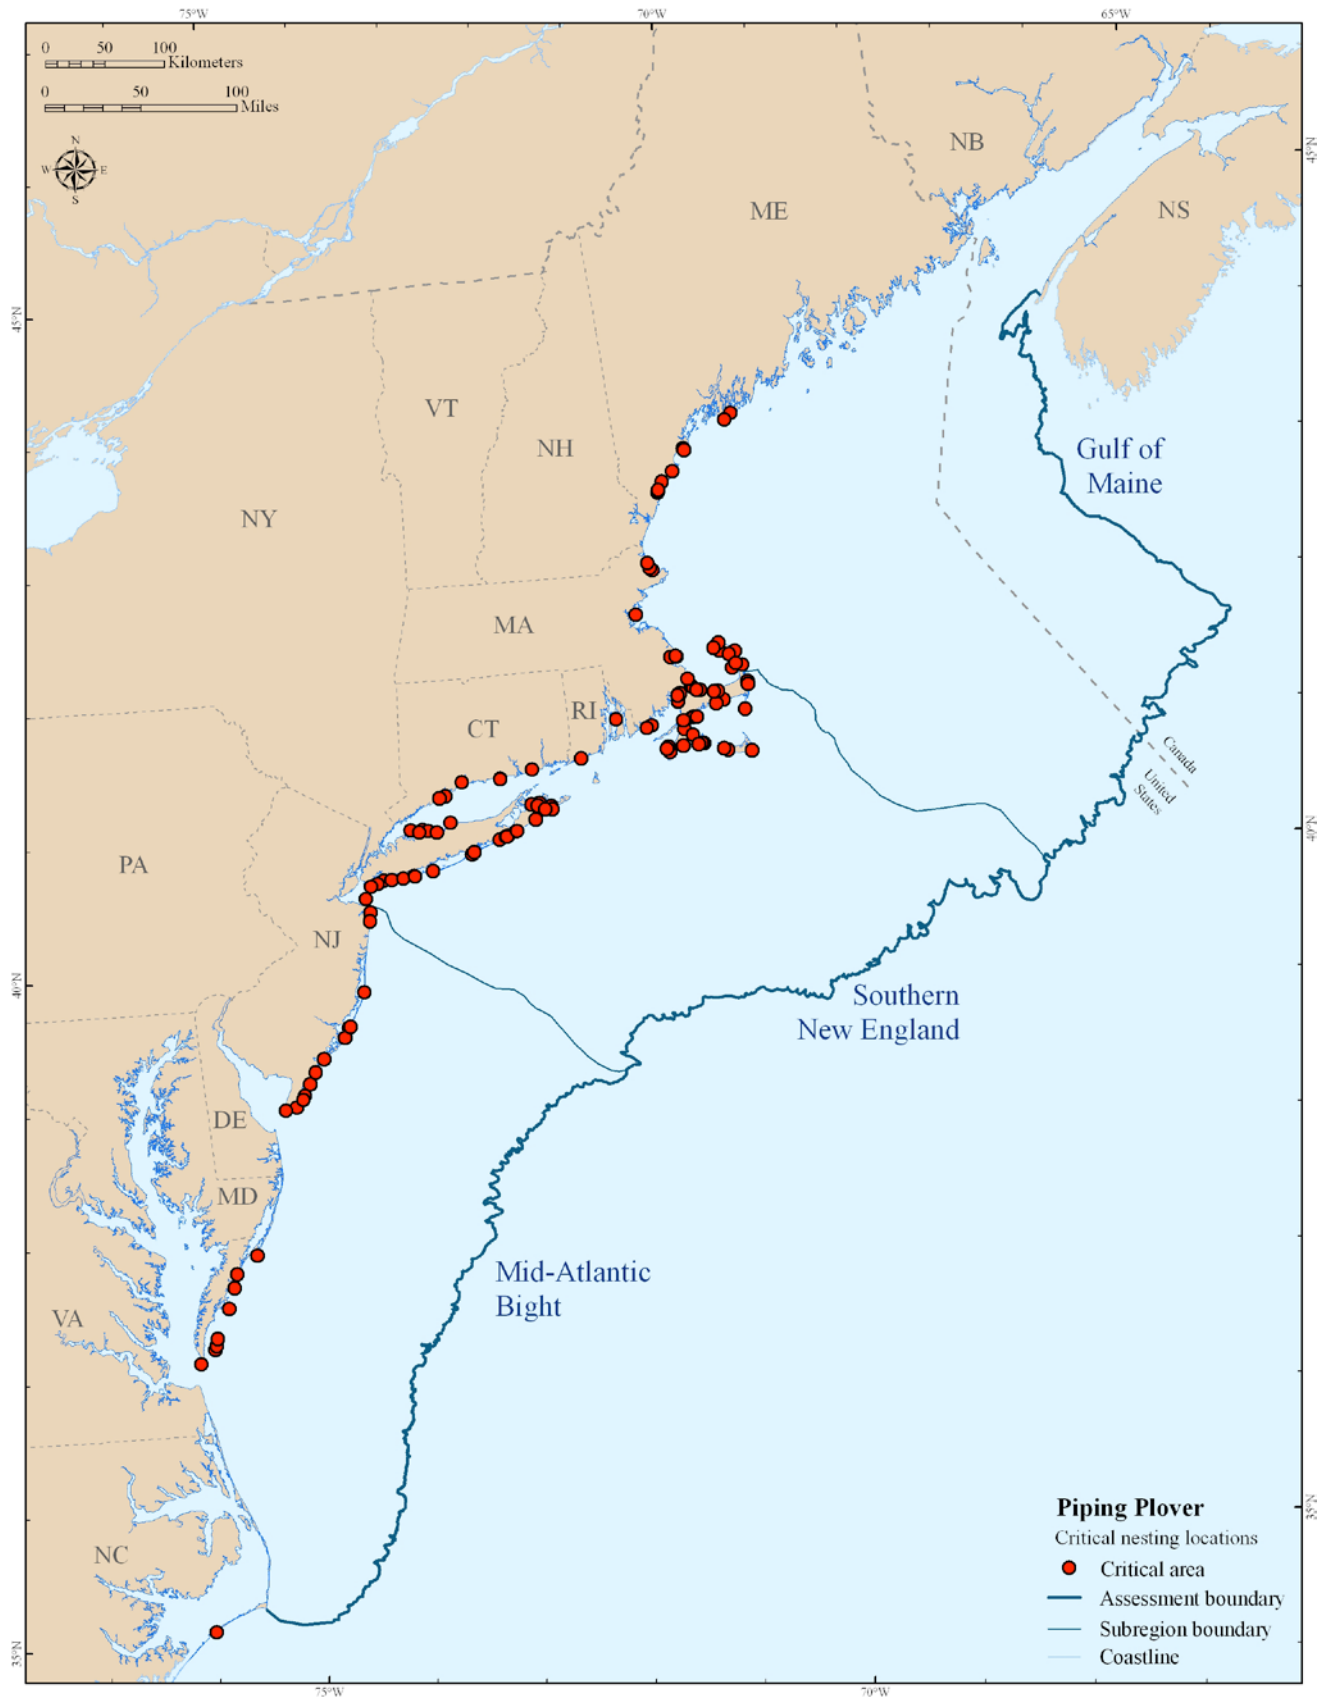 75°W 70°W 65°W
0 50 100
Kilometers
0 50 100
Miles
N
W E
S
NB
45°N
ME
NS
45°N
VT
Gulf of
Maine
NH
NY
MA
RI
CT
Canada
United
States
40°N
PA
NJ
40°N
Southern
New England
DE
MD
Mid-Atlantic
Bight
VA
Piping Plover
35°N
Critical nesting locations
NC
Critical area
Assessment boundary
Subregion boundary
35°N
Coastline
75°W 70°W